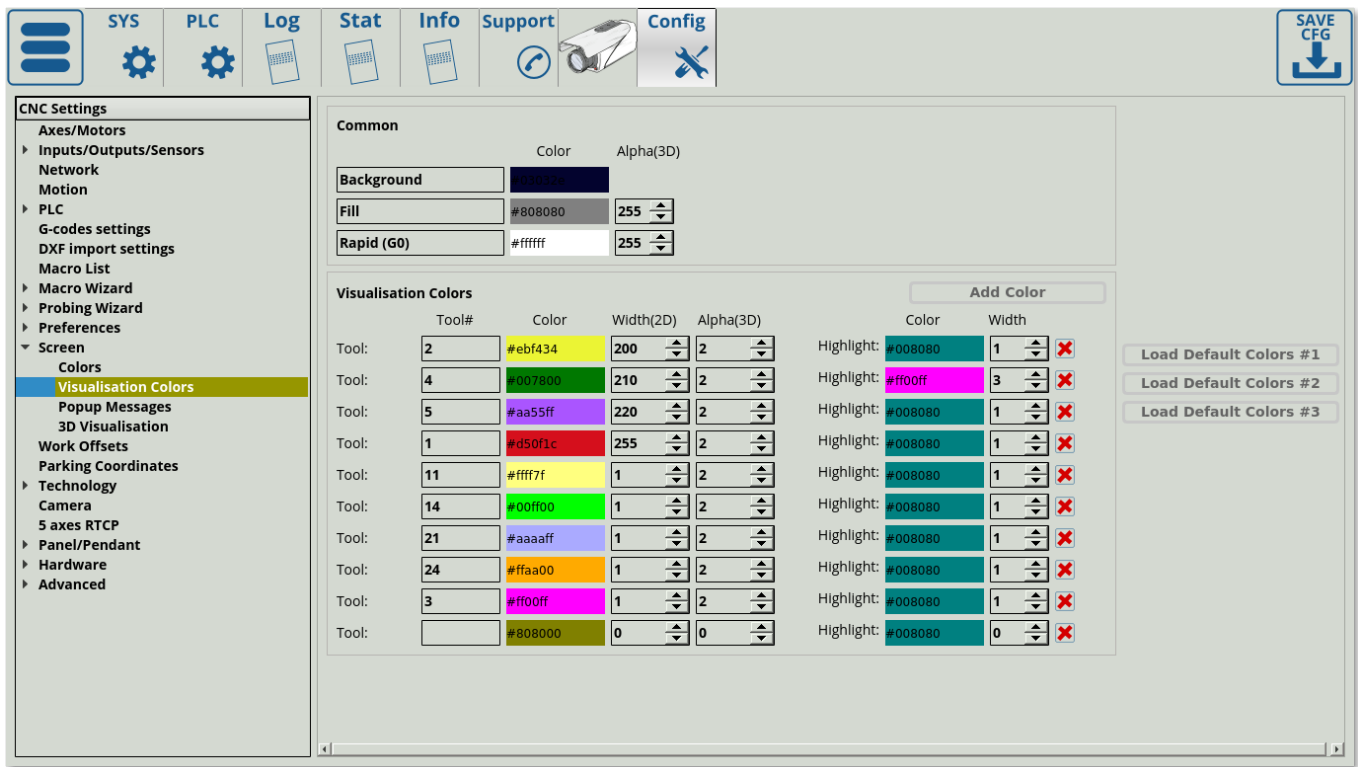 SYS PLC Log Stat Info Support Config SAVE CFG
CNC Settings
Axes/Motors
Inputs/Outputs/Sensors
Network
Motion
PLC
G-codes settings
DXF import settings
Macro List
Macro Wizard
Probing Wizard
Preferences
Screen
Colors
Visualisation Colors
Popup Messages
3D Visualisation
Work Offsets
Parking Coordinates
Technology
Camera
5 axes RTCP
Panel/Pendant
Hardware
Advanced
Common
Color Alpha(3D)
Background
Fill #808080 255
Rapid (G0) #ffffff 255
Visualisation Colors Add Color
Tool# Color Width(2D) Alpha(3D) Color Width
Tool: 2 #ebf434 200 2 Highlight: #008080 1
Tool: 4 #007800 210 2 Highlight: #ff00ff 3
Tool: 5 #aa55ff 220 2 Highlight: #008080 1
Tool: 1 #d50f1c 255 2 Highlight: #008080 1
Tool: 11 #ffff7f 1 2 Highlight: #008080 1
Tool: 14 #00ff00 1 2 Highlight: #008080 1
Tool: 21 #aaaaff 1 2 Highlight: #008080 1
Tool: 24 #ffaa00 1 2 Highlight: #008080 1
Tool: 3 #ff00ff 1 2 Highlight: #008080 1
Tool: #808000 0 0 Highlight: #008080 0
Load Default Colors #1
Load Default Colors #2
Load Default Colors #3